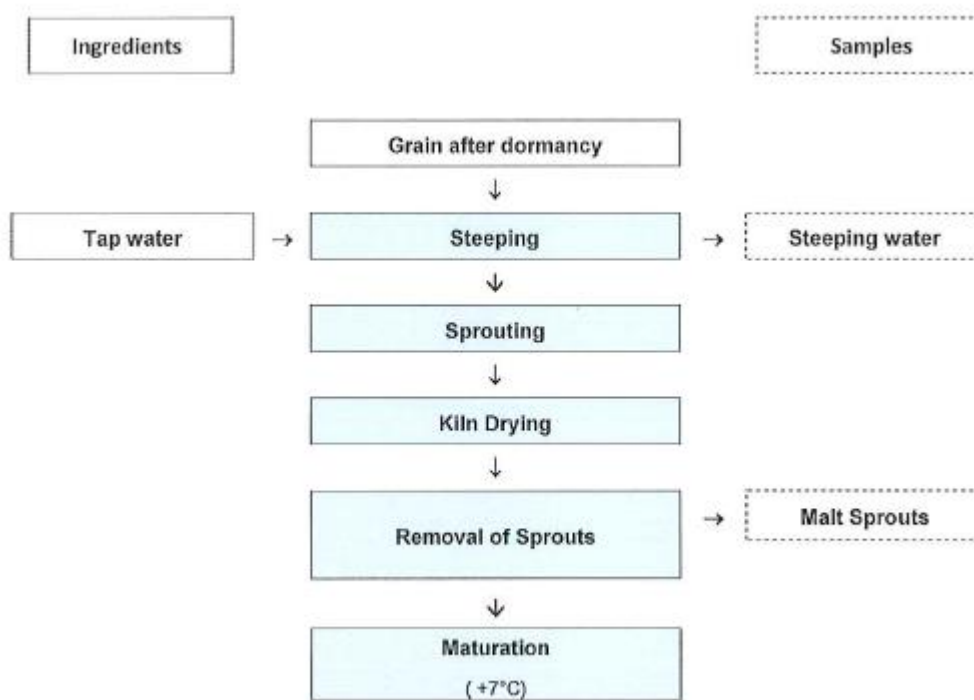 Ingredients
Samples
Grain after dormancy
↓
Tap water → Steeping → Steeping water
↓
Sprouting
↓
Kiln Drying
↓
Removal of Sprouts → Malt Sprouts
↓
Maturation
( +7°C)